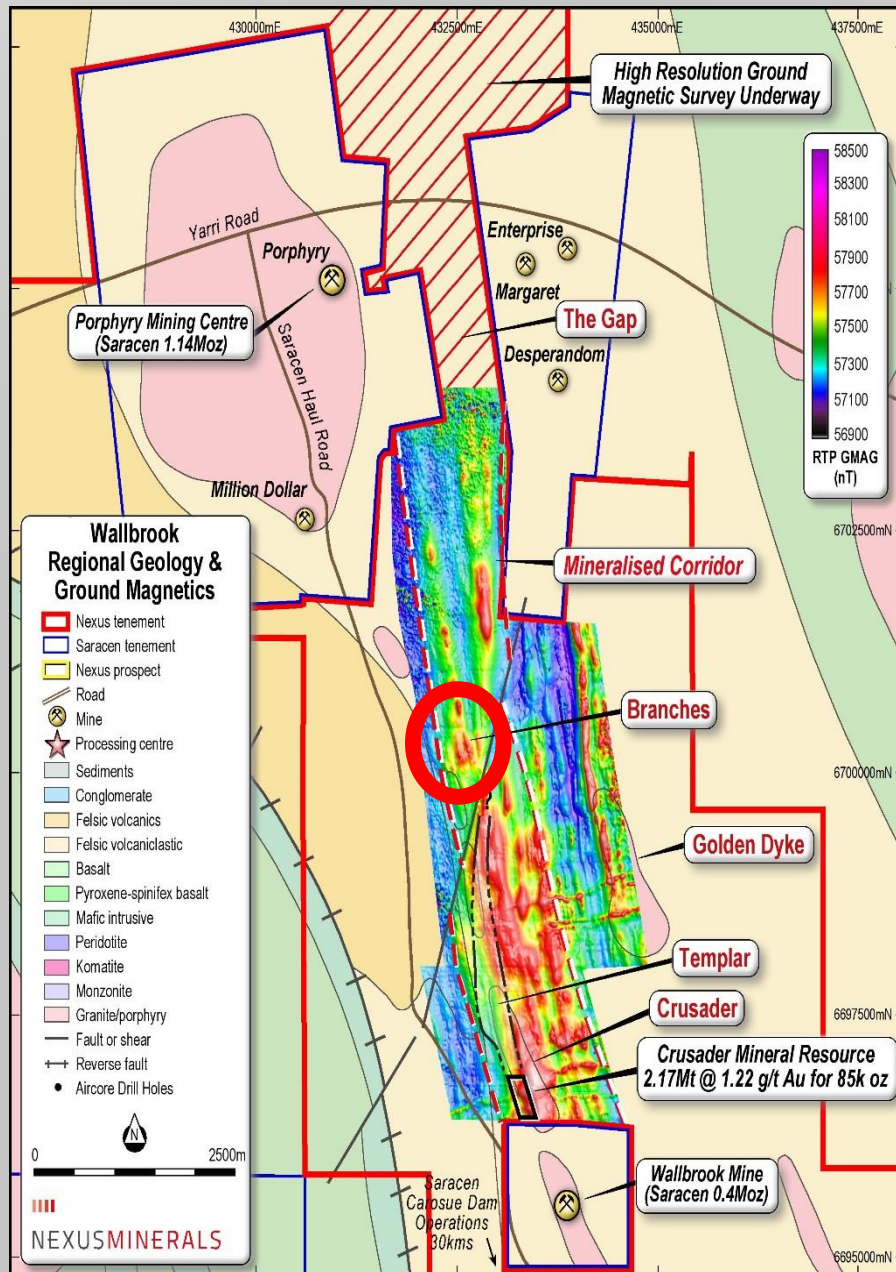 430000mE
432500mE
435000mE
437500mE
High Resolution Ground
Magnetic Survey Underway
58500
58300
58100
57900
57700
57500
57300
57100
56900
RTP GMAG
(nT)
Yarri Road
Porphyry
Enterprise
Margaret
Porphyry Mining Centre
(Saracen 1.14Moz)
The Gap
Desperandom
Saracen Haul Road
Million Dollar
6702500mN
Mineralised Corridor
Wallbrook
Regional Geology &
Ground Magnetics
Nexus tenement
Saracen tenement
Nexus prospect
Road
Mine
Processing centre
Sediments
Conglomerate
Felsic volcanics
Felsic volcaniclastic
Basalt
Pyroxene-spinifex basalt
Mafic intrusive
Peridotite
Komatite
Monzonite
Granite/porphyry
Fault or shear
Reverse fault
Aircore Drill Holes
N
0
2500m
NEXUSMINERALS
Branches
6700000mN
Golden Dyke
Templar
Crusader
6697500mN
Crusader Mineral Resource
2.17Mt @ 1.22 g/t Au for 85k oz
Wallbrook Mine
(Saracen 0.4Moz)
Saracen
Carosue Dam
Operations
30kms
6695000mN